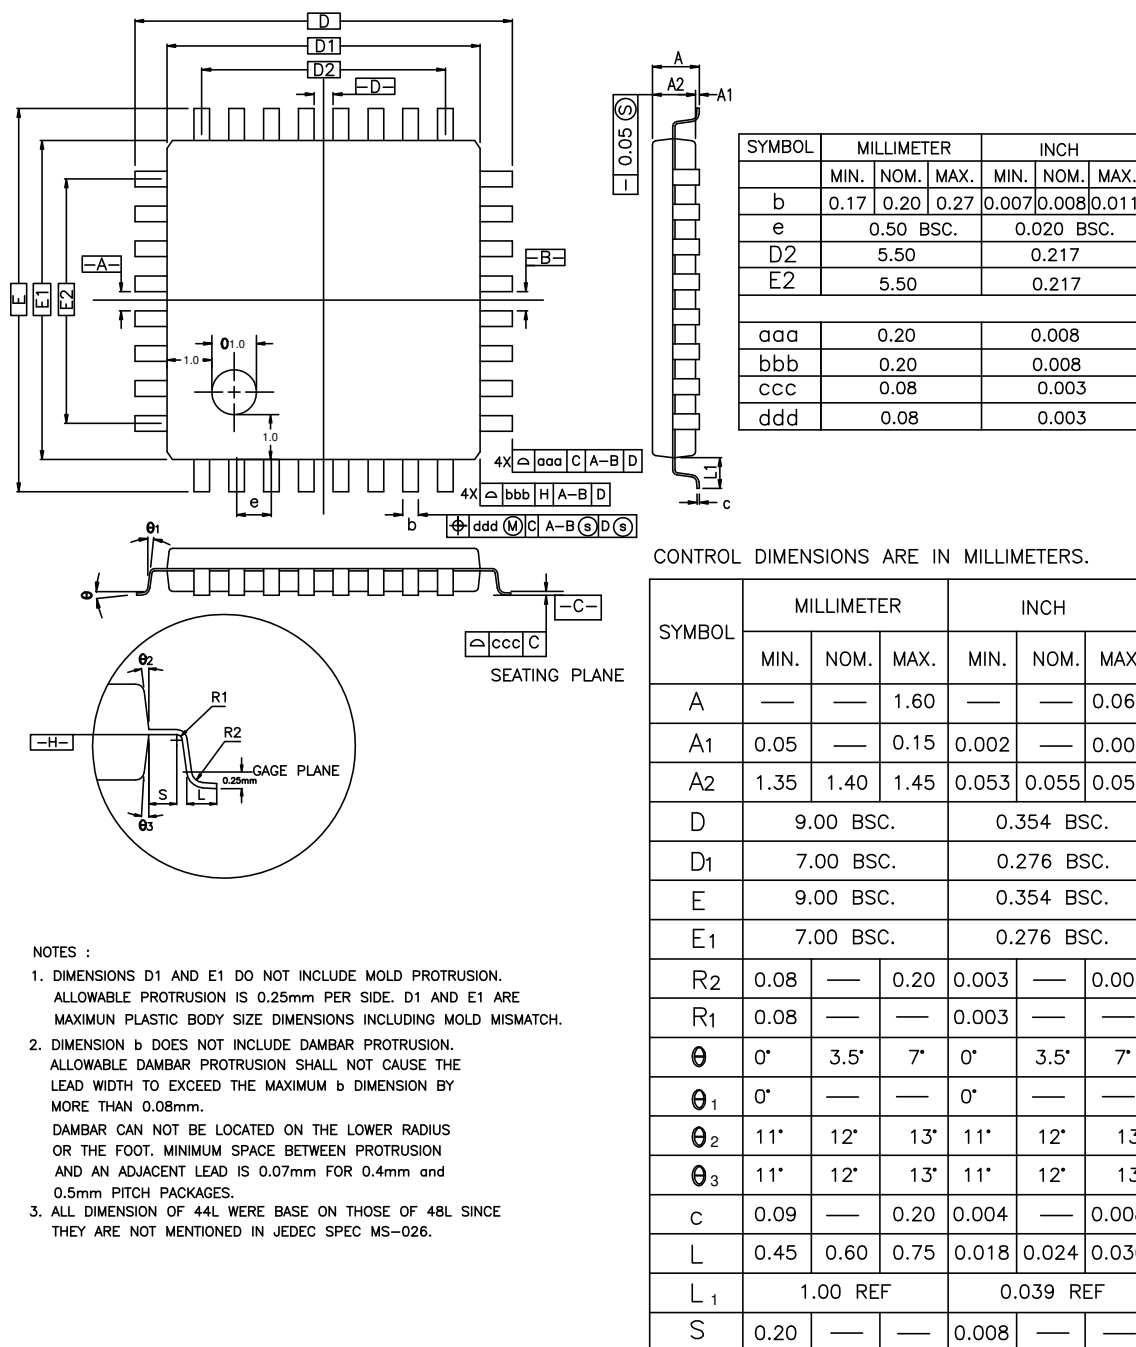 D
D1
D2
-D-
E
E1
E2
-A-
-B-
Θ1.0
1.0
1.0
e
b
4X aaa C A-B D
4X bbb H A-B D
ddd M C A-B S D S
A
A2
A1
0.05 S
L1
c
SYMBOL MILLIMETER INCH
MIN. NOM. MAX. MIN. NOM. MAX.
b 0.17 0.20 0.27 0.007 0.008 0.011
e 0.50 BSC. 0.020 BSC.
D2 5.50 0.217
E2 5.50 0.217
aaa 0.20 0.008
bbb 0.20 0.008
ccc 0.08 0.003
ddd 0.08 0.003
θ1
θ
-C-
ccc C
SEATING PLANE
θ2
R1
R2
-H-
GAGE PLANE
0.25mm
S
L
θ3
CONTROL DIMENSIONS ARE IN MILLIMETERS.
SYMBOL MILLIMETER INCH
MIN. NOM. MAX. MIN. NOM. MAX
A — — 1.60 — — 0.06
A1 0.05 — 0.15 0.002 — 0.00
A2 1.35 1.40 1.45 0.053 0.055 0.05
D 9.00 BSC. 0.354 BSC.
D1 7.00 BSC. 0.276 BSC.
E 9.00 BSC. 0.354 BSC.
E1 7.00 BSC. 0.276 BSC.
R2 0.08 — 0.20 0.003 — 0.00
R1 0.08 — — 0.003 — —
θ 0° 3.5° 7° 0° 3.5° 7°
θ1 0° — — 0° — —
θ2 11° 12° 13° 11° 12° 13
θ3 11° 12° 13° 11° 12° 13
c 0.09 — 0.20 0.004 — 0.00
L 0.45 0.60 0.75 0.018 0.024 0.03
L1 1.00 REF 0.039 REF
S 0.20 — — 0.008 — —
NOTES :
1. DIMENSIONS D1 AND E1 DO NOT INCLUDE MOLD PROTRUSION.
ALLOWABLE PROTRUSION IS 0.25mm PER SIDE. D1 AND E1 ARE
MAXIMUN PLASTIC BODY SIZE DIMENSIONS INCLUDING MOLD MISMATCH.
2. DIMENSION b DOES NOT INCLUDE DAMBAR PROTRUSION.
ALLOWABLE DAMBAR PROTRUSION SHALL NOT CAUSE THE
LEAD WIDTH TO EXCEED THE MAXIMUM b DIMENSION BY
MORE THAN 0.08mm.
DAMBAR CAN NOT BE LOCATED ON THE LOWER RADIUS
OR THE FOOT. MINIMUM SPACE BETWEEN PROTRUSION
AND AN ADJACENT LEAD IS 0.07mm FOR 0.4mm and
0.5mm PITCH PACKAGES.
3. ALL DIMENSION OF 44L WERE BASE ON THOSE OF 48L SINCE
THEY ARE NOT MENTIONED IN JEDEC SPEC MS-026.